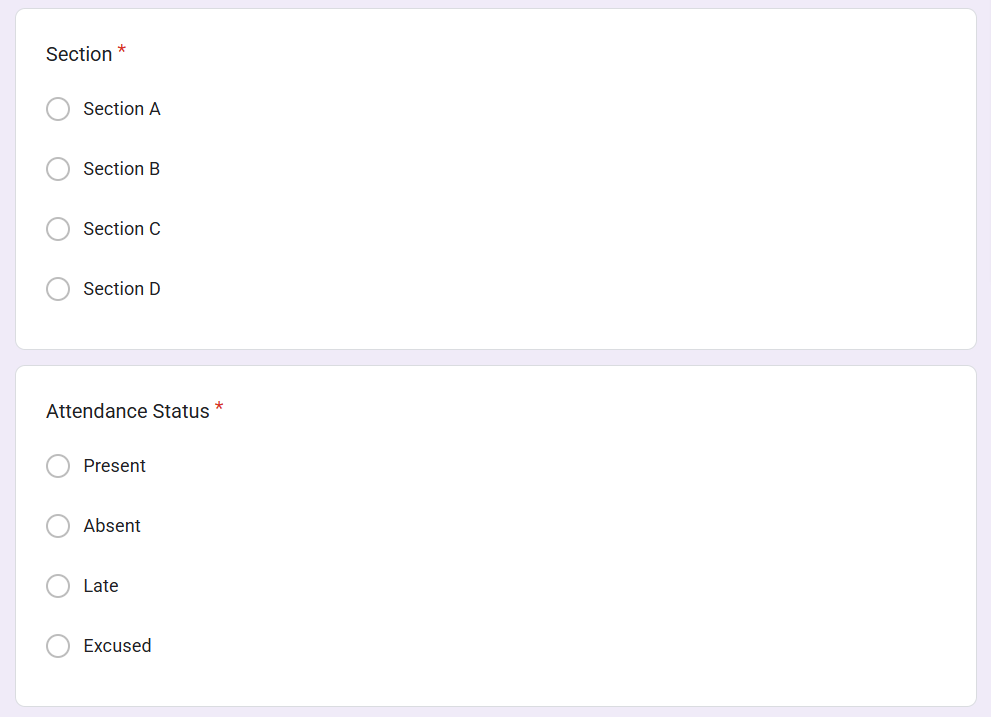 Section *
Section A
Section B
Section C
Section D
Attendance Status *
Present
Absent
Late
Excused